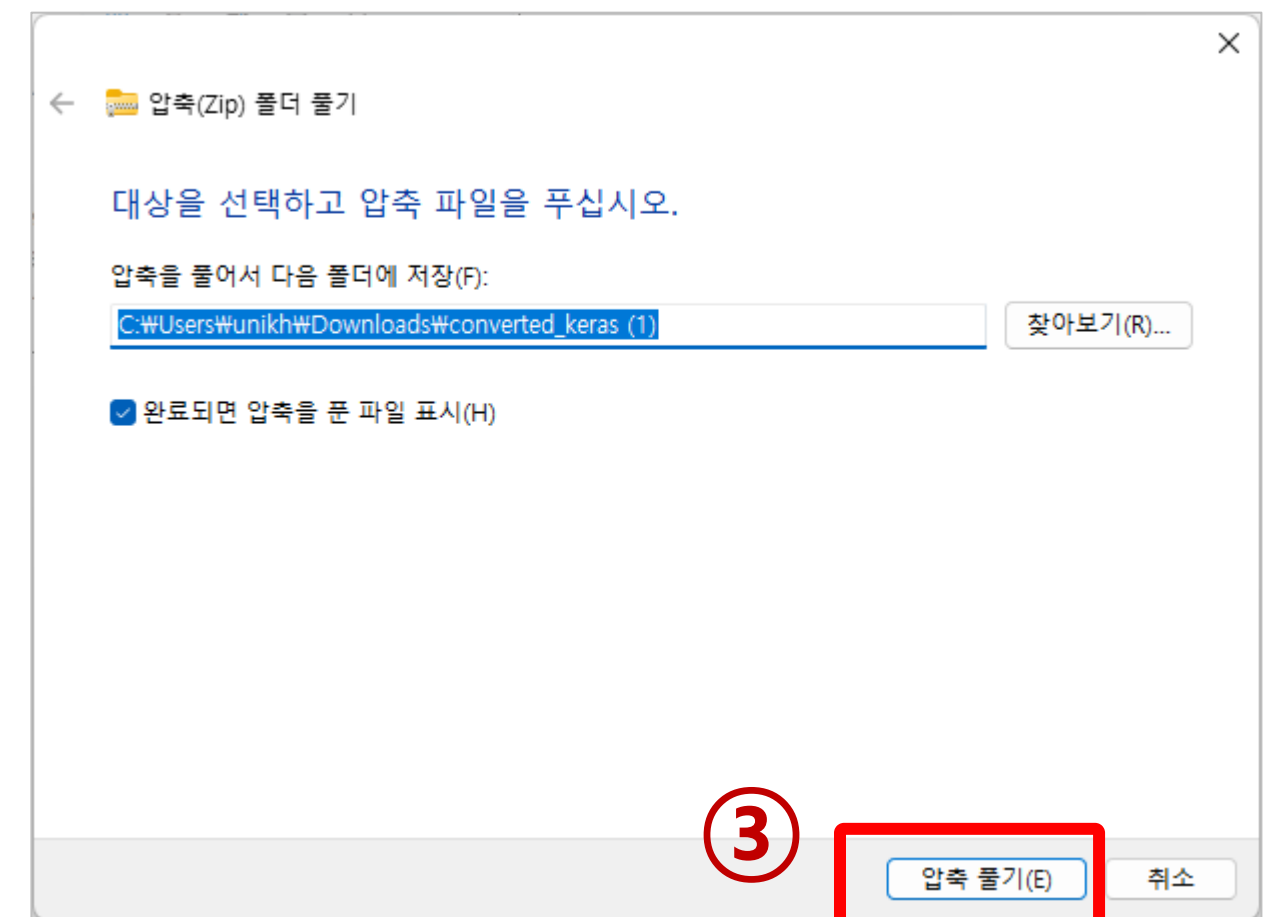 압축(Zip) 폴더 풀기
대상을 선택하고 압축 파일을 푸십시오.
압축을 풀어서 다음 폴더에 저장(F):
C:₩Users₩unikh₩Downloads₩converted_keras (1)
찾아보기(R)...
완료되면 압축을 푼 파일 표시(H)
③
압축 풀기(E)
취소